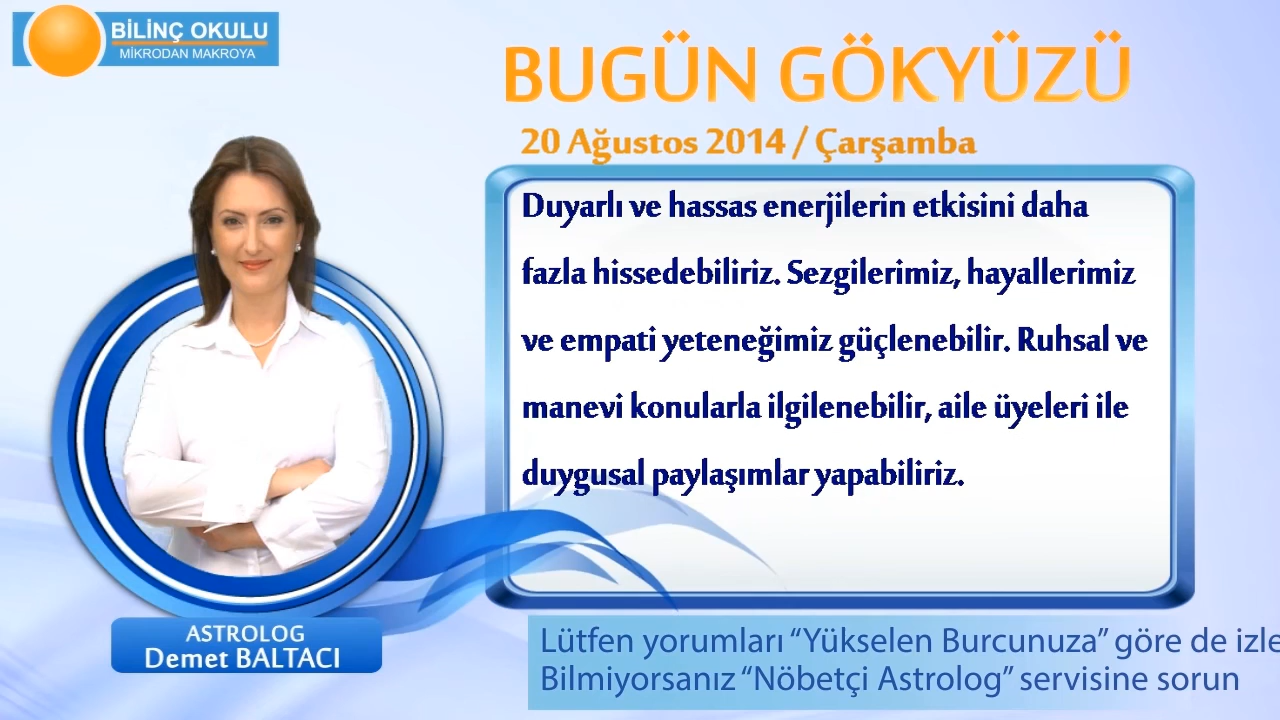 BİLİNÇ OKULU
MİKRODAN MAKROYA
BUGÜN GÖKYÜZÜ
20 Ağustos 2014 / Çarşamba
Duyarlı ve hassas enerjilerin etkisini daha
fazla hissedebiliriz. Sezgilerimiz, hayallerimiz
ve empati yeteneğimiz güçlenebilir. Ruhsal ve
manevi konularla ilgilenebilir, aile üyeleri ile
duygusal paylaşımlar yapabiliriz.
ASTROLOG
Demet BALTACI
Lütfen yorumları “Yükselen Burcunuza” göre de izle
Bilmiyorsanız “Nöbetçi Astrolog” servisine sorun